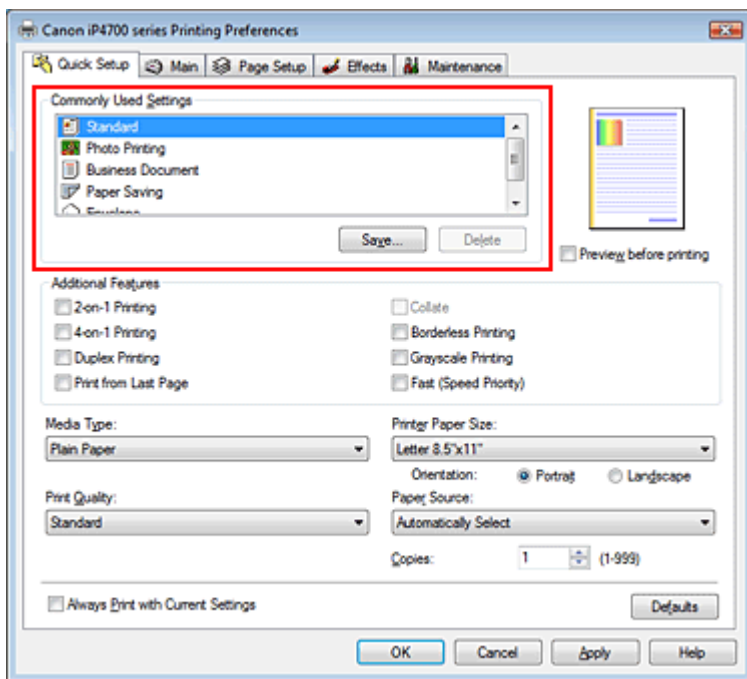 Canon iP4700 series Printing Preferences
Quick Setup Main Page Setup Effects Maintenance
Commonly Used Settings
Standard
Photo Printing
Business Document
Paper Saving
Envelope
Save... Delete
Preview before printing
Additional Features
2-on-1 Printing Collate
4-on-1 Printing Borderless Printing
Duplex Printing Grayscale Printing
Print from Last Page Fast (Speed Priority)
Media Type: Printer Paper Size:
Plain Paper Letter 8.5"x11"
Orientation: Portrait Landscape
Print Quality: Paper Source:
Standard Automatically Select
Copies: 1 (1-999)
Always Print with Current Settings Defaults
OK Cancel Apply Help